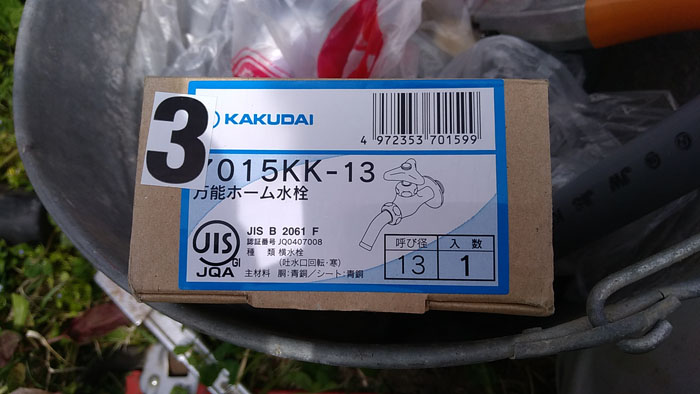 3
KAKUDAI
4 972353 701599
7015KK-13
万能ホーム水栓
JIS
GI
JQA
JIS B 2061 F
認証番号 JQ0407008
種 類 横水栓
(吐水口回転・寒)
主材料 胴:青銅/シート:青銅
呼び径 入数
13 1